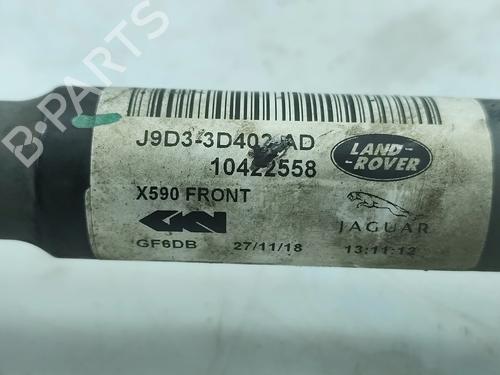 B-PARTS
J9D3-3D402-AD
10422558
LAND-
-ROVER
X590 FRONT
GKN
JAGUAR
GF6DB 27/11/18 13:11:12